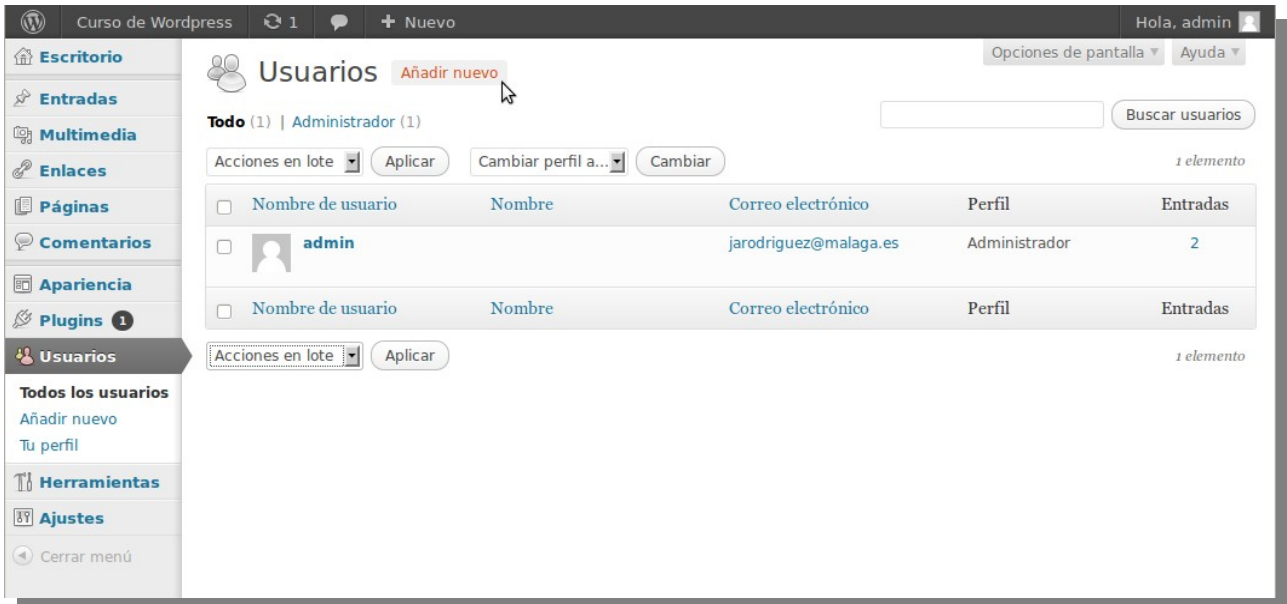 Curso de Wordpress 1 Nuevo Hola, admin
Escritorio
Entradas
Multimedia
Enlaces
Páginas
Comentarios
Apariencia
Plugins 1
Usuarios
Todos los usuarios
Añadir nuevo
Tu perfil
Herramientas
Ajustes
Cerrar menú
Opciones de pantalla Ayuda
Usuarios Añadir nuevo
Todo (1) | Administrador (1)
Buscar usuarios
Acciones en lote Aplicar Cambiar perfil a... Cambiar 1 elemento
Nombre de usuario Nombre Correo electrónico Perfil Entradas
admin jarodriguez@malaga.es Administrador 2
Nombre de usuario Nombre Correo electrónico Perfil Entradas
Acciones en lote Aplicar 1 elemento